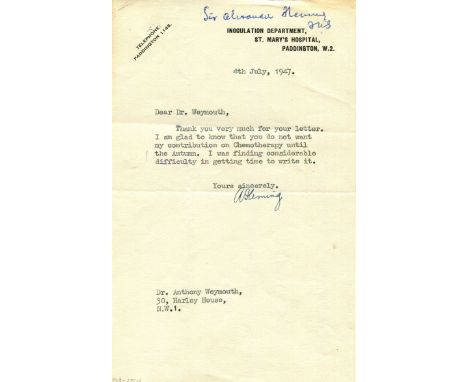 Sir Alexander Fleming
TELEPHONE:
PADDINGTON 1188.
INOCULATION DEPARTMENT,
ST. MARY'S HOSPITAL,
PADDINGTON, W.2.
4th July, 1947.
Dear Dr. Weymouth,
Thank you very much for your letter.
I am glad to know that you do not want
my contribution on Chemotherapy until
the Autumn. I was finding considerable
difficulty in getting time to write it.
Yours sincerely.
A Fleming
Dr. Anthony Weymouth,
30, Harley House,
N.W.1.